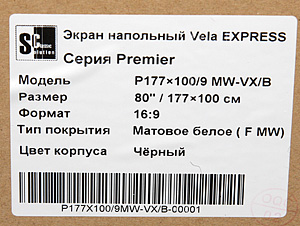 Экран напольный Vela EXPRESS
Серия Premier
Модель P177×100/9 MW-VX/B
Размер 80" / 177×100 см
Формат 16:9
Тип покрытия Матовое белое ( F MW)
Цвет корпуса Чёрный
P177X100/9MW-VX/B-00001